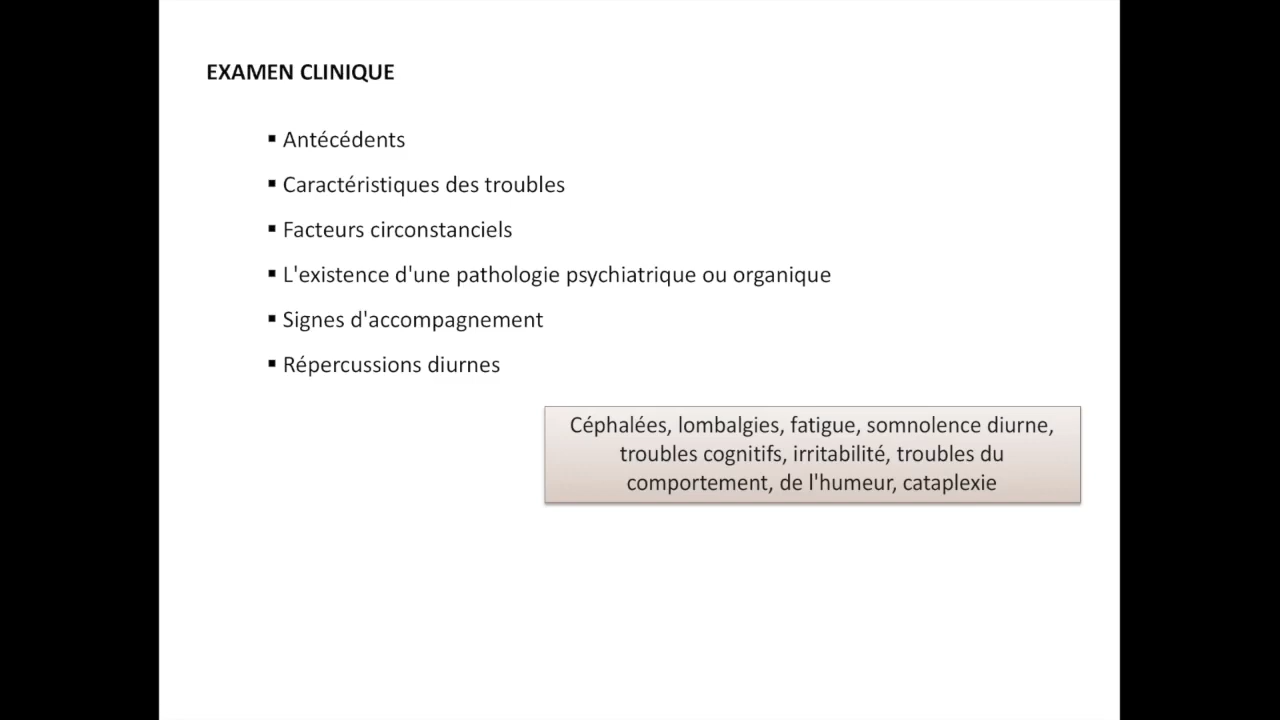 EXAMEN CLINIQUE
▪ Antécédents
▪ Caractéristiques des troubles
▪ Facteurs circonstanciels
▪ L'existence d'une pathologie psychiatrique ou organique
▪ Signes d'accompagnement
▪ Répercussions diurnes
Céphalées, lombalgies, fatigue, somnolence diurne,
troubles cognitifs, irritabilité, troubles du
comportement, de l'humeur, cataplexie